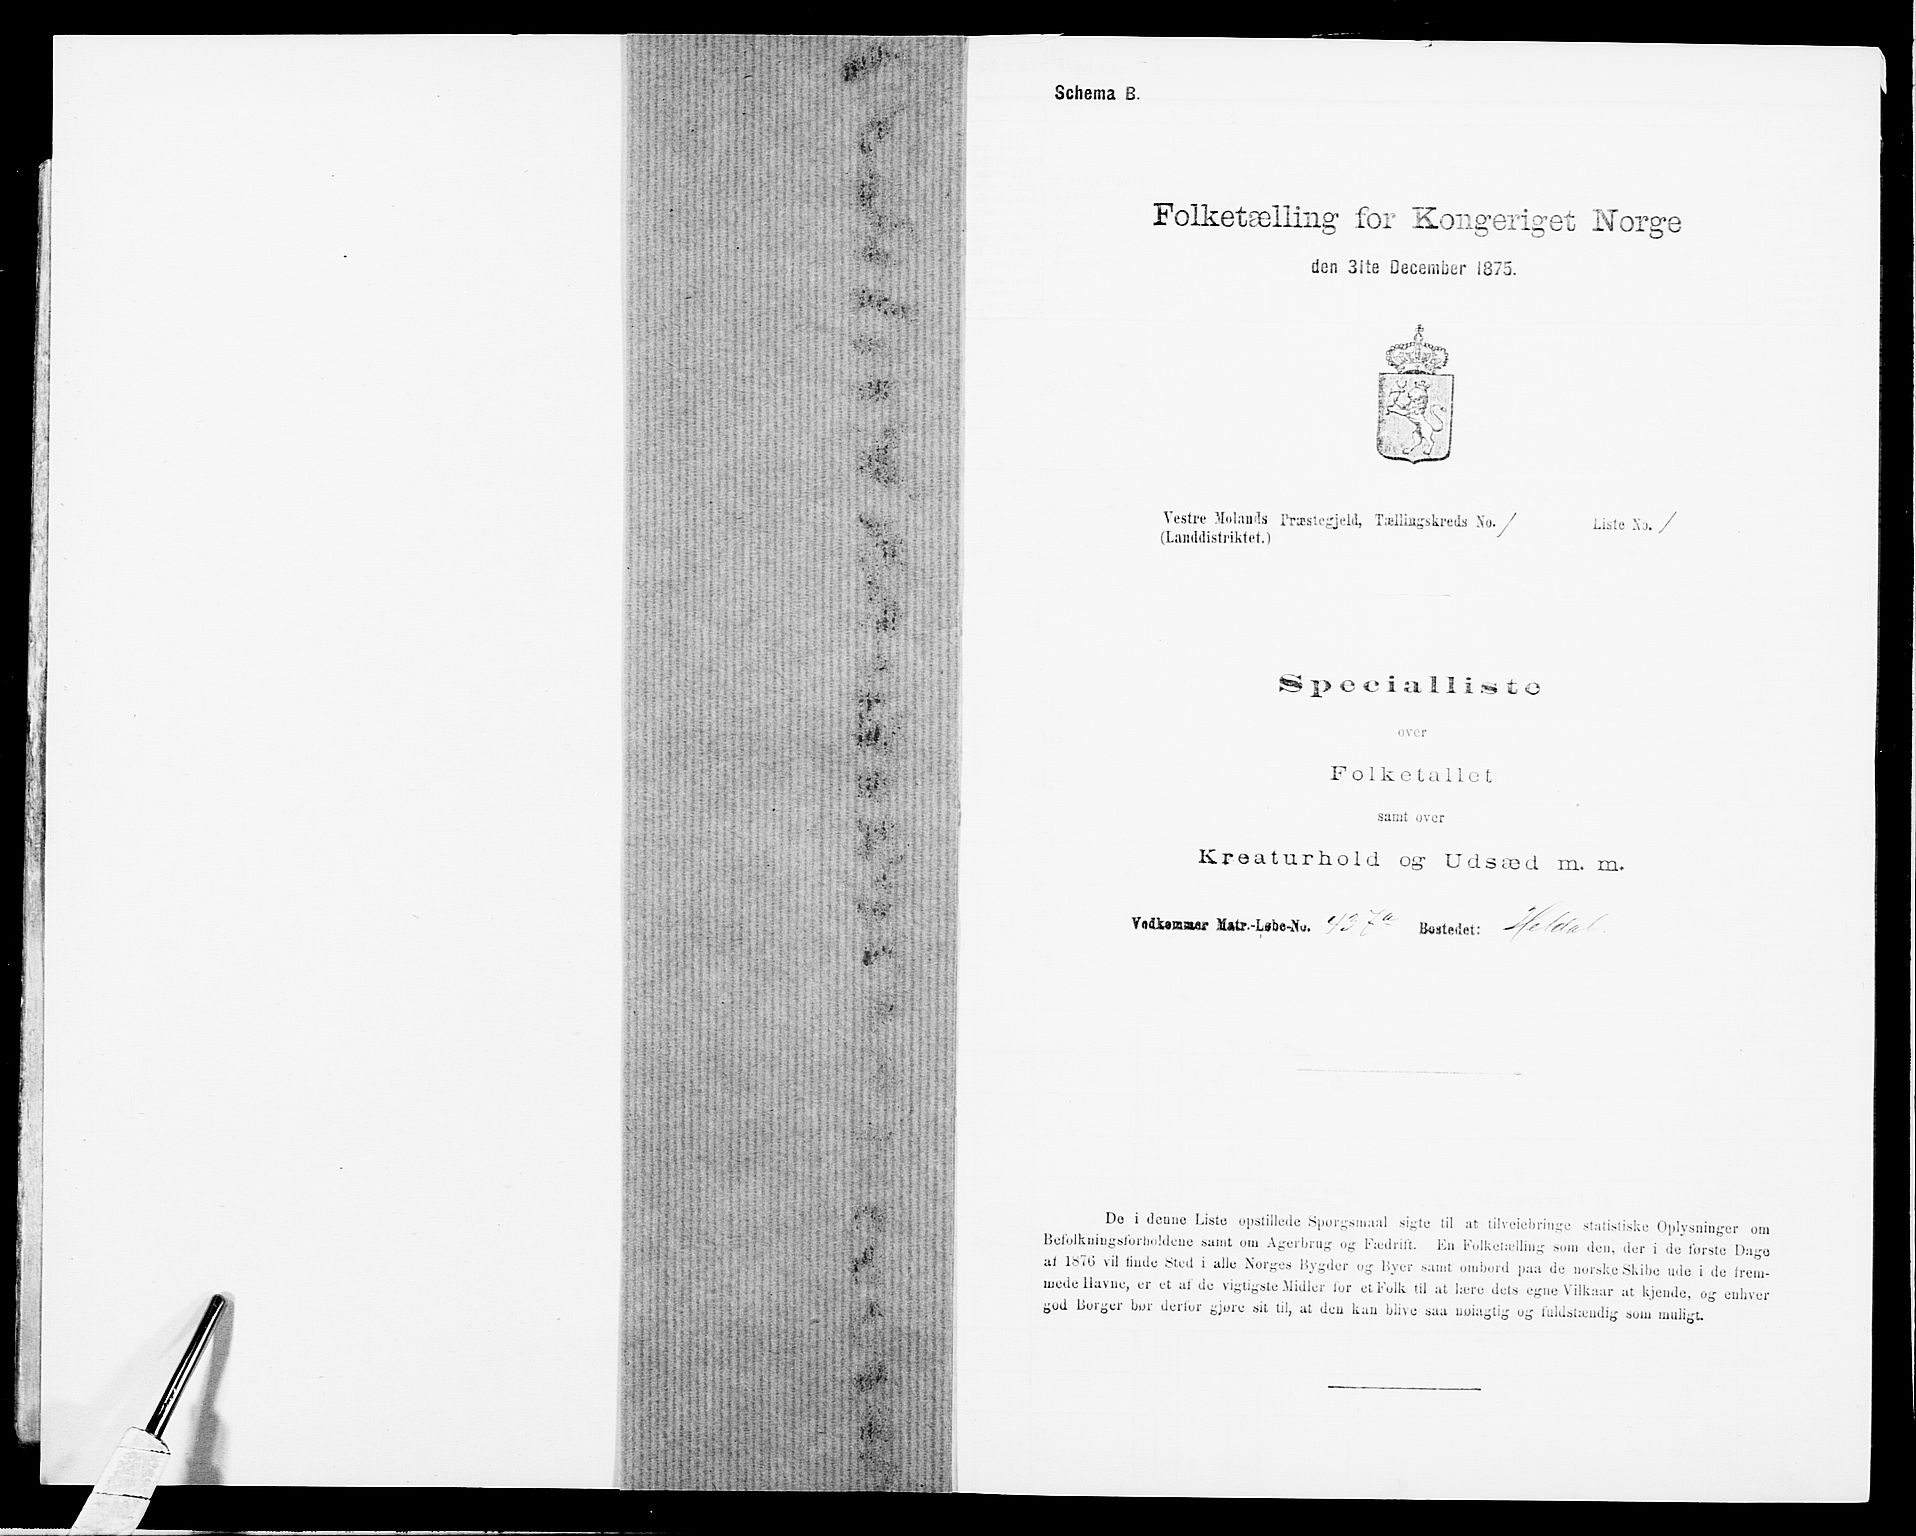 Schema B.
Folketælling for Kongeriget Norge
den 31te December 1875.
Vestre Molands Præstegjeld, Tællingskreds No. 1 Liste No. 1
(Landdistriktet.)
Specialliste
over
Folketallet
samt over
Kreaturhold og Udsæd m. m.
Vedkommer Matr.-Løbe-No. 437a Bostedet: Heldal.
De i denne Liste opstillede Spørgsmaal sigte til at tilveiebringe statistiske Oplysninger om
Befolkningsforholdene samt om Agerbrug og Fædrift. En Folketælling som den, der i de første Dage
af 1876 vil finde Sted i alle Norges Bygder og Byer samt ombord paa de norske Skibe ude i de frem-
mede Havne, er et af de vigtigste Midler for et Folk til at lære dets egne Vilkaar at kjende, og enhver
god Borger bør derfor gjøre sit til, at den kan blive saa nøiagtig og fuldstændig som muligt.